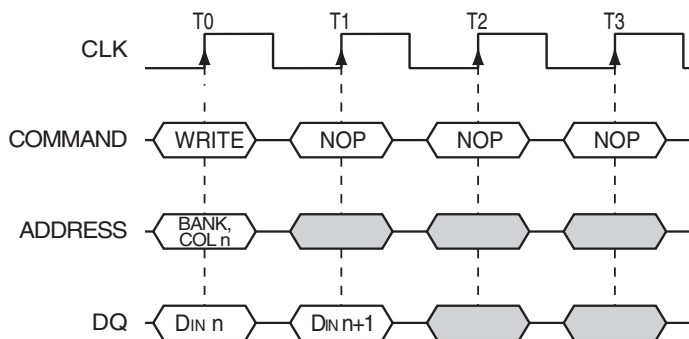 T0 T1 T2 T3
CLK
COMMAND WRITE NOP NOP NOP
ADDRESS BANK,
COL n
DQ DIN n DIN n+1